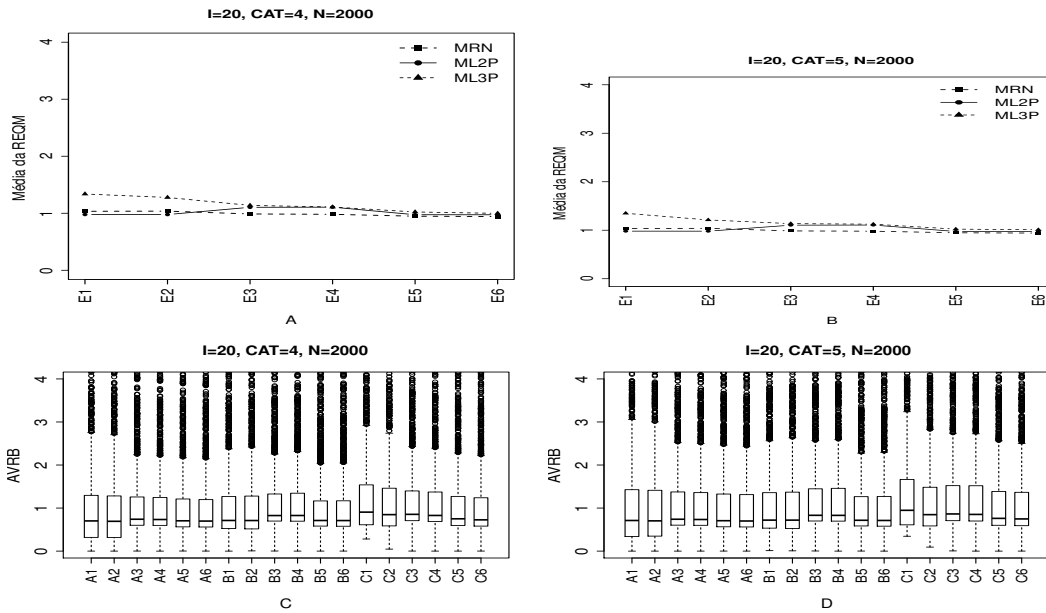 I=20, CAT=4, N=2000
MRN
ML2P
ML3P
Média da REQM
4
3
2
1
0
E1 E2 E3 E4 E5 E6
A
I=20, CAT=5, N=2000
MRN
ML2P
ML3P
Média da REQM
4
3
2
1
0
E1 E2 E3 E4 E5 E6
B
I=20, CAT=4, N=2000
AVRB
4
3
2
1
0
A1 A2 A3 A4 A5 A6 B1 B2 B3 B4 B5 B6 C1 C2 C3 C4 C5 C6
C
I=20, CAT=5, N=2000
AVRB
4
3
2
1
0
A1 A2 A3 A4 A5 A6 B1 B2 B3 B4 B5 B6 C1 C2 C3 C4 C5 C6
D